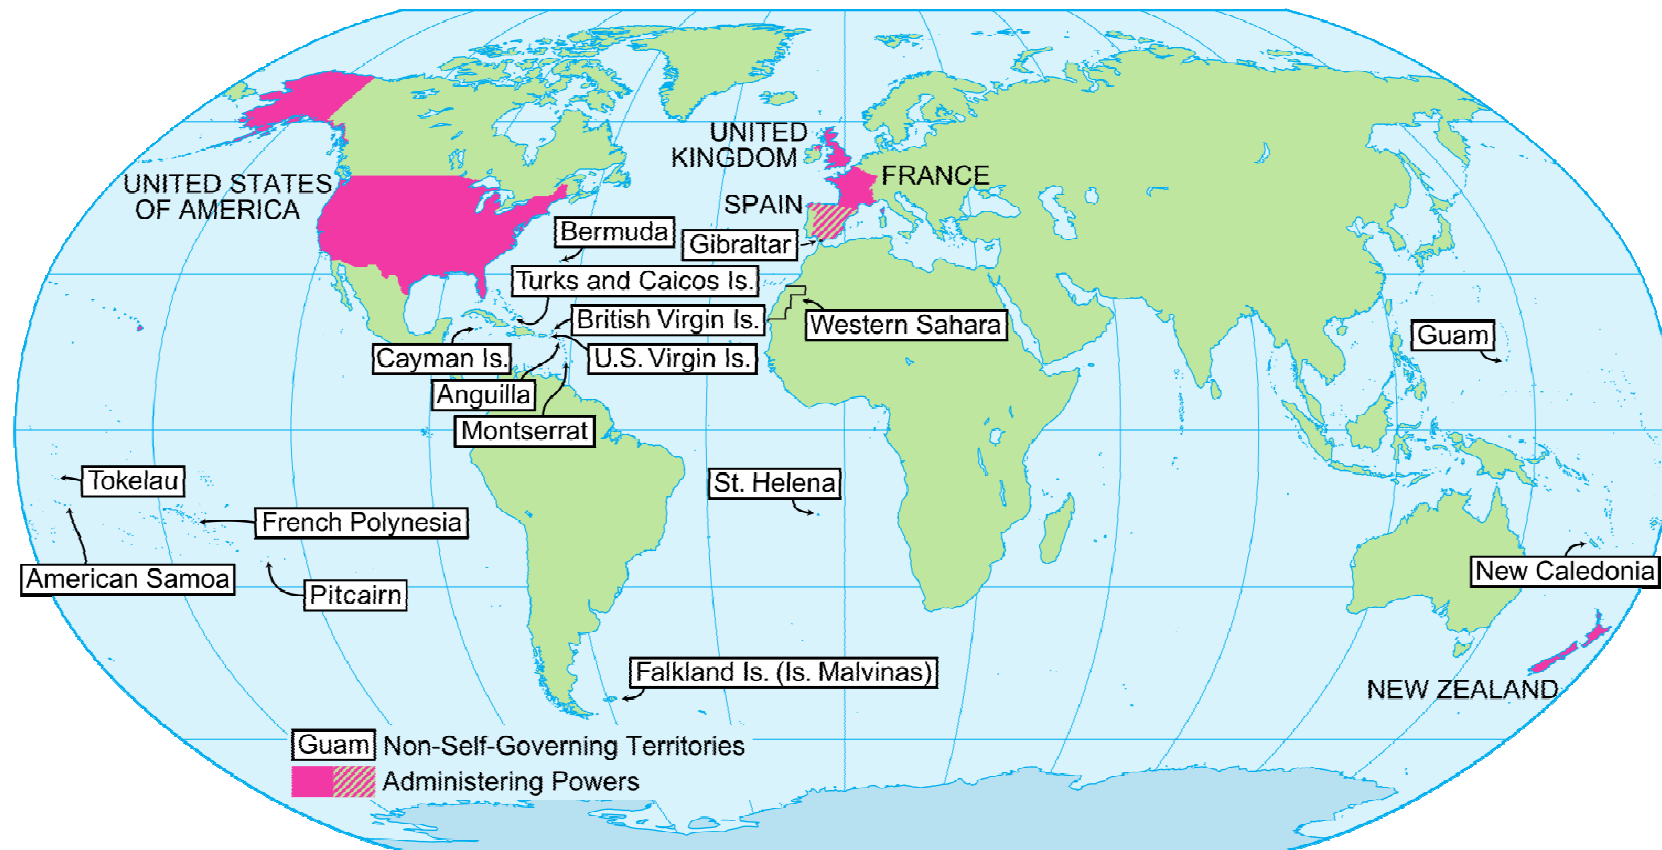 UNITED
KINGDOM
FRANCE
UNITED STATES
OF AMERICA
SPAIN
Bermuda
Gibraltar
Turks and Caicos Is.
British Virgin Is.
Western Sahara
Guam
Cayman Is.
U.S. Virgin Is.
Anguilla
Montserrat
Tokelau
St. Helena
French Polynesia
American Samoa
Pitcairn
New Caledonia
Falkland Is. (Is. Malvinas)
NEW ZEALAND
Guam Non-Self-Governing Territories
Administering Powers